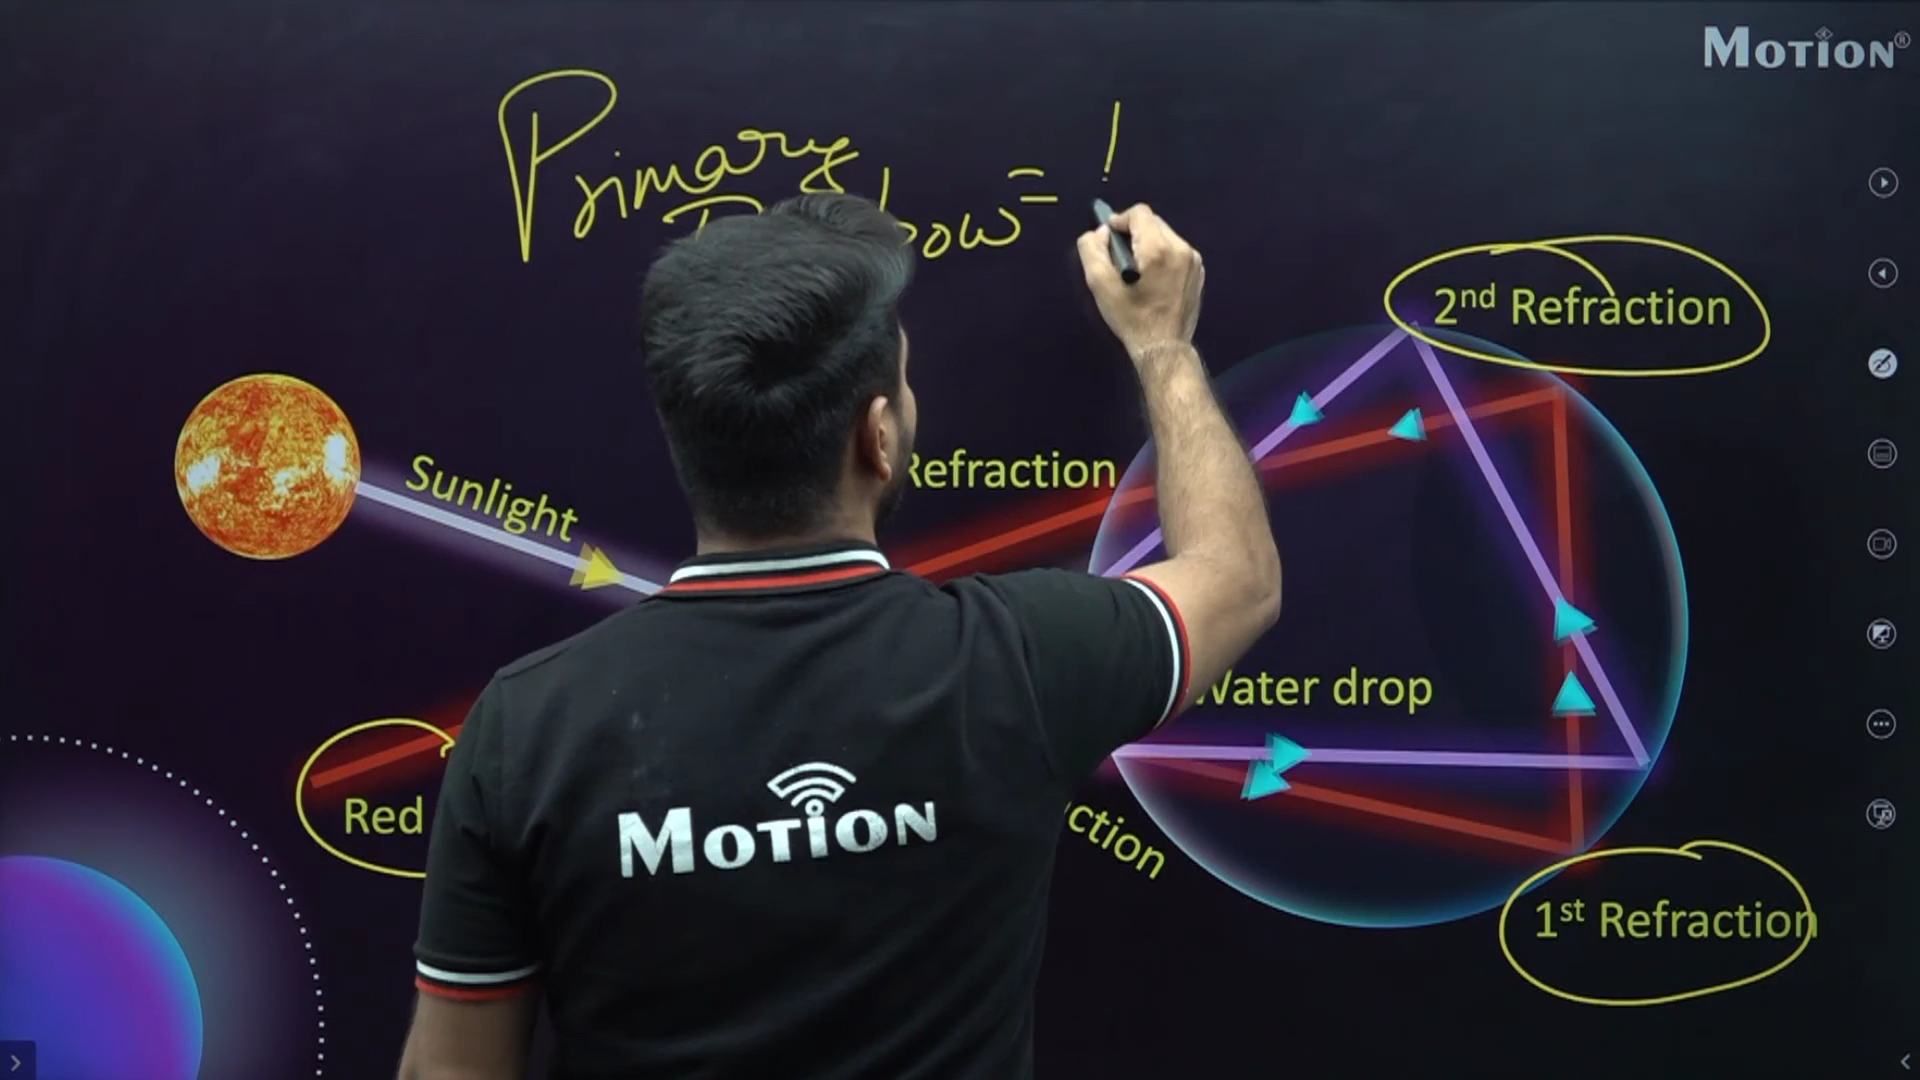 MOTION®
Primary
bow = 1
2nd Refraction
Sunlight
Refraction
Water drop
Red
MOTION
ction
1st Refraction